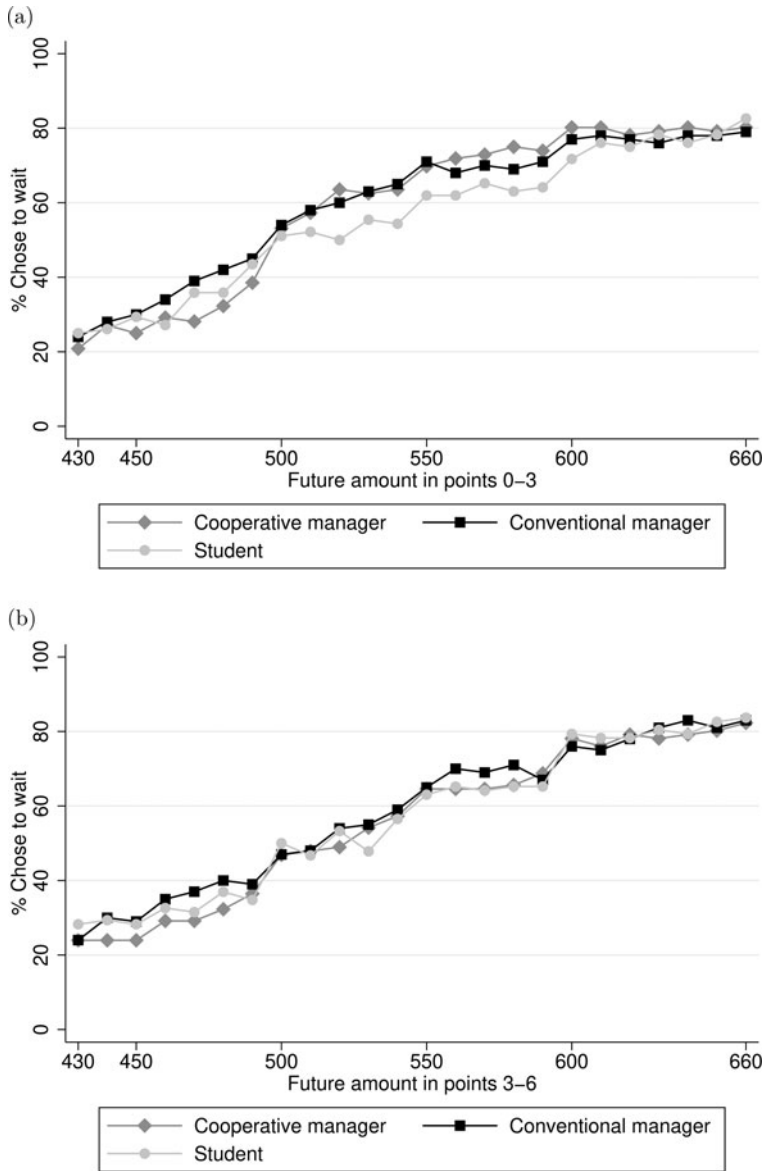 (a)
100
80
60
40
20
0
% Chose to wait
430 450 500 550 600 660
Future amount in points 0–3
Cooperative manager Conventional manager
Student
(b)
100
80
60
40
20
0
% Chose to wait
430 450 500 550 600 660
Future amount in points 3–6
Cooperative manager Conventional manager
Student